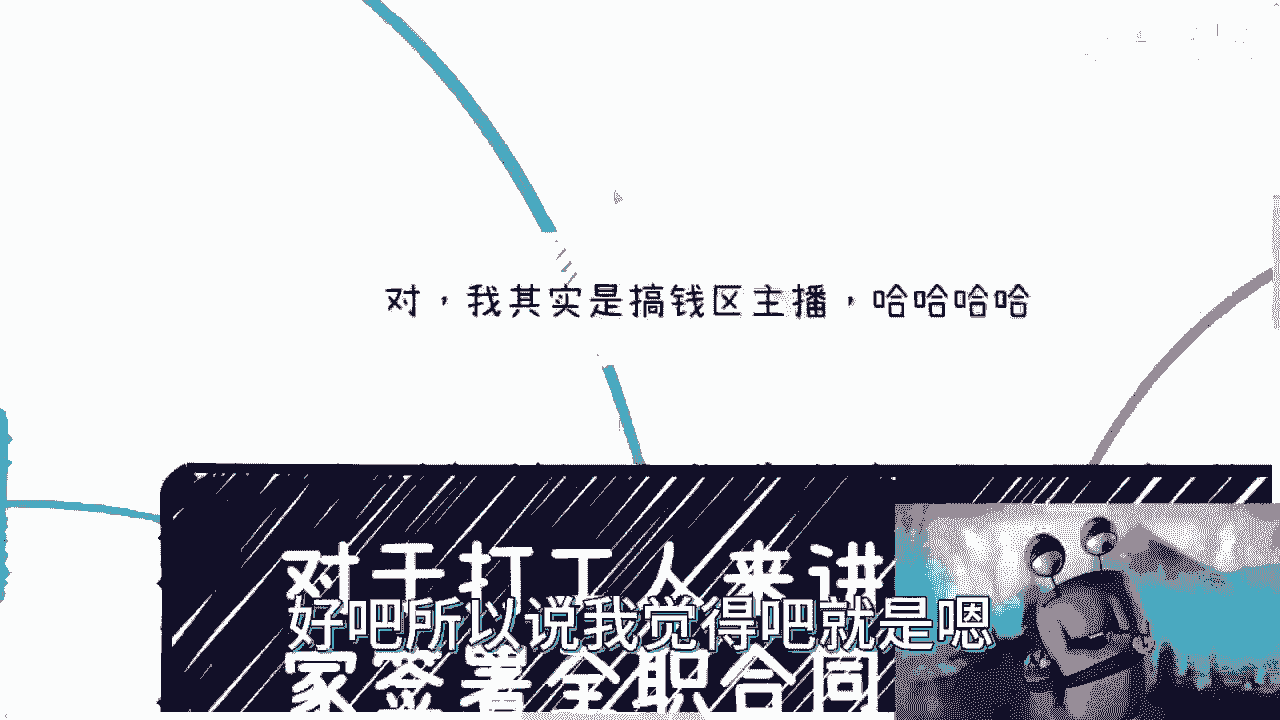 对，我其实是搞钱区主播，哈哈哈哈
对于打工人来讲
好吧所以说我觉得吧就是嗯
家签署全职合同